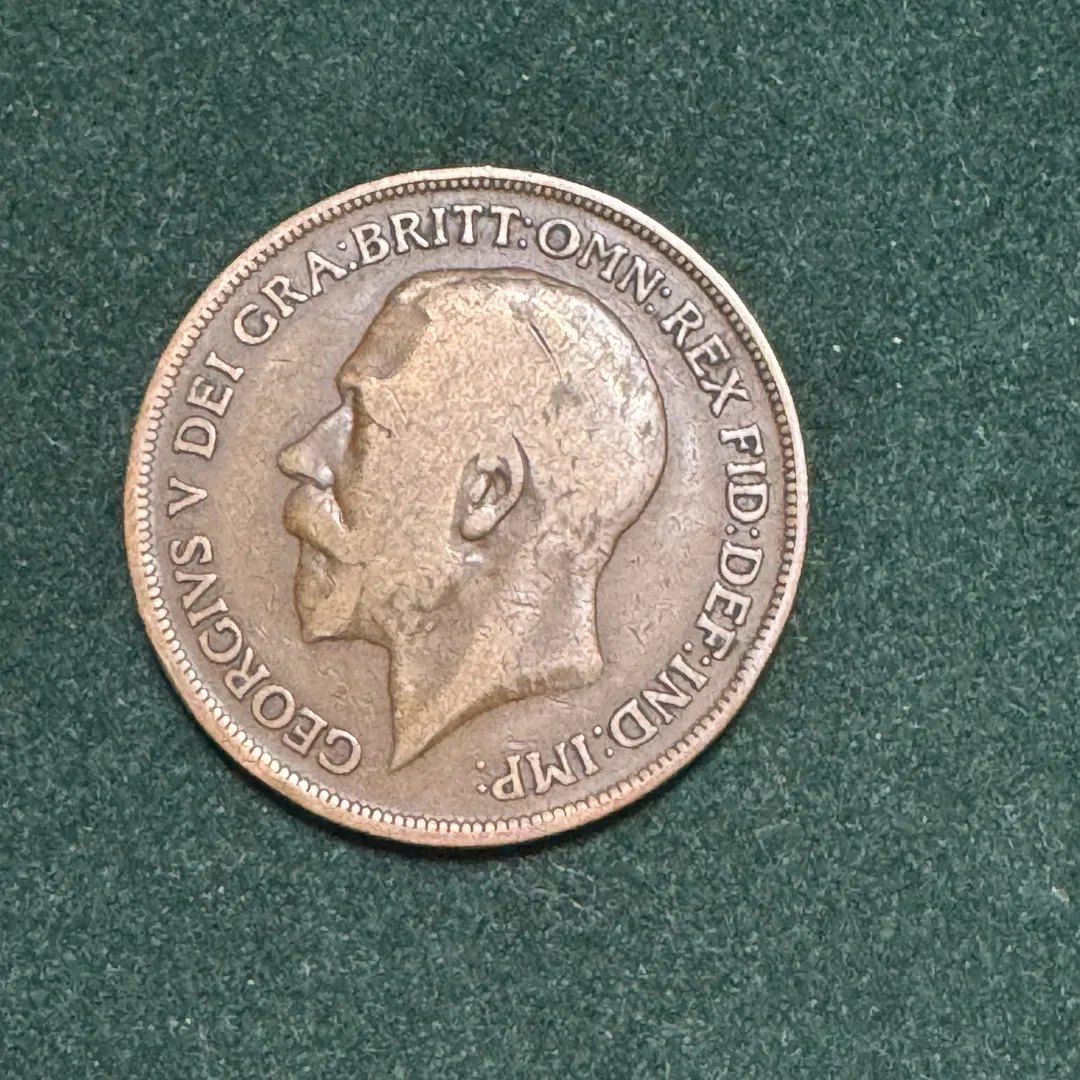 GEORGIVS V DEI GRA: BRITT: OMN: REX FID: DEF: IND: IMP: